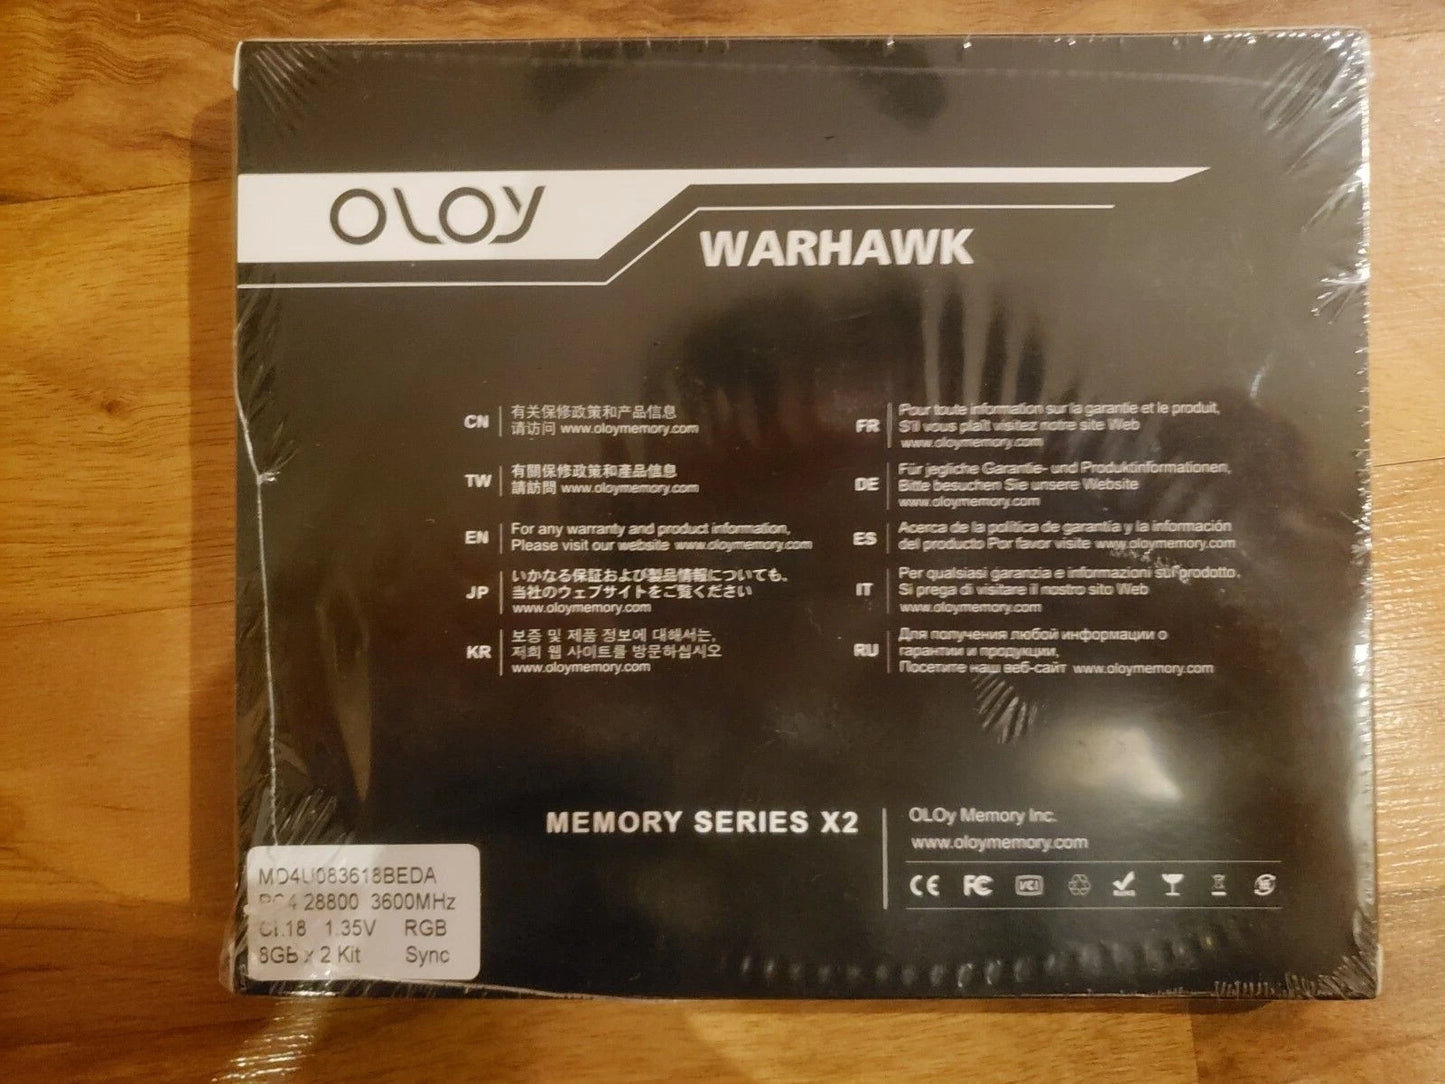 OLOy
WARHAWK
CN
有关保修政策和产品信息
请访问 www.oloymemory.com
TW
有關保修政策和產品信息
請訪問 www.oloymemory.com
EN
For any warranty and product information,
Please visit our website www.oloymemory.com
JP
いかなる保証および製品情報についても、
当社のウェブサイトをご覧ください
www.oloymemory.com
KR
보증 및 제품 정보에 대해서는,
저희 웹 사이트를 방문하십시오
www.oloymemory.com
FR
Pour toute information sur la garantie et le produit,
S'il vous plaît visitez notre site Web
www.oloymemory.com
DE
Für jegliche Garantie- und Produktinformationen,
Bitte besuchen Sie unsere Website
www.oloymemory.com
ES
Acerca de la política de garantía y la información
del producto Por favor visite www.oloymemory.com
IT
Per qualsiasi garanzia e informazioni sul prodotto,
Si prega di visitare il nostro sito Web
www.oloymemory.com
RU
Для получения любой информации о
гарантии и продукции,
Посетите наш веб-сайт www.oloymemory.com
MEMORY SERIES X2
OLOy Memory Inc.
www.oloymemory.com
CE FC
MD4U083618BEDA
PC4 28800 3600MHz
CL18 1.35V RGB
8GB x 2 Kit Sync